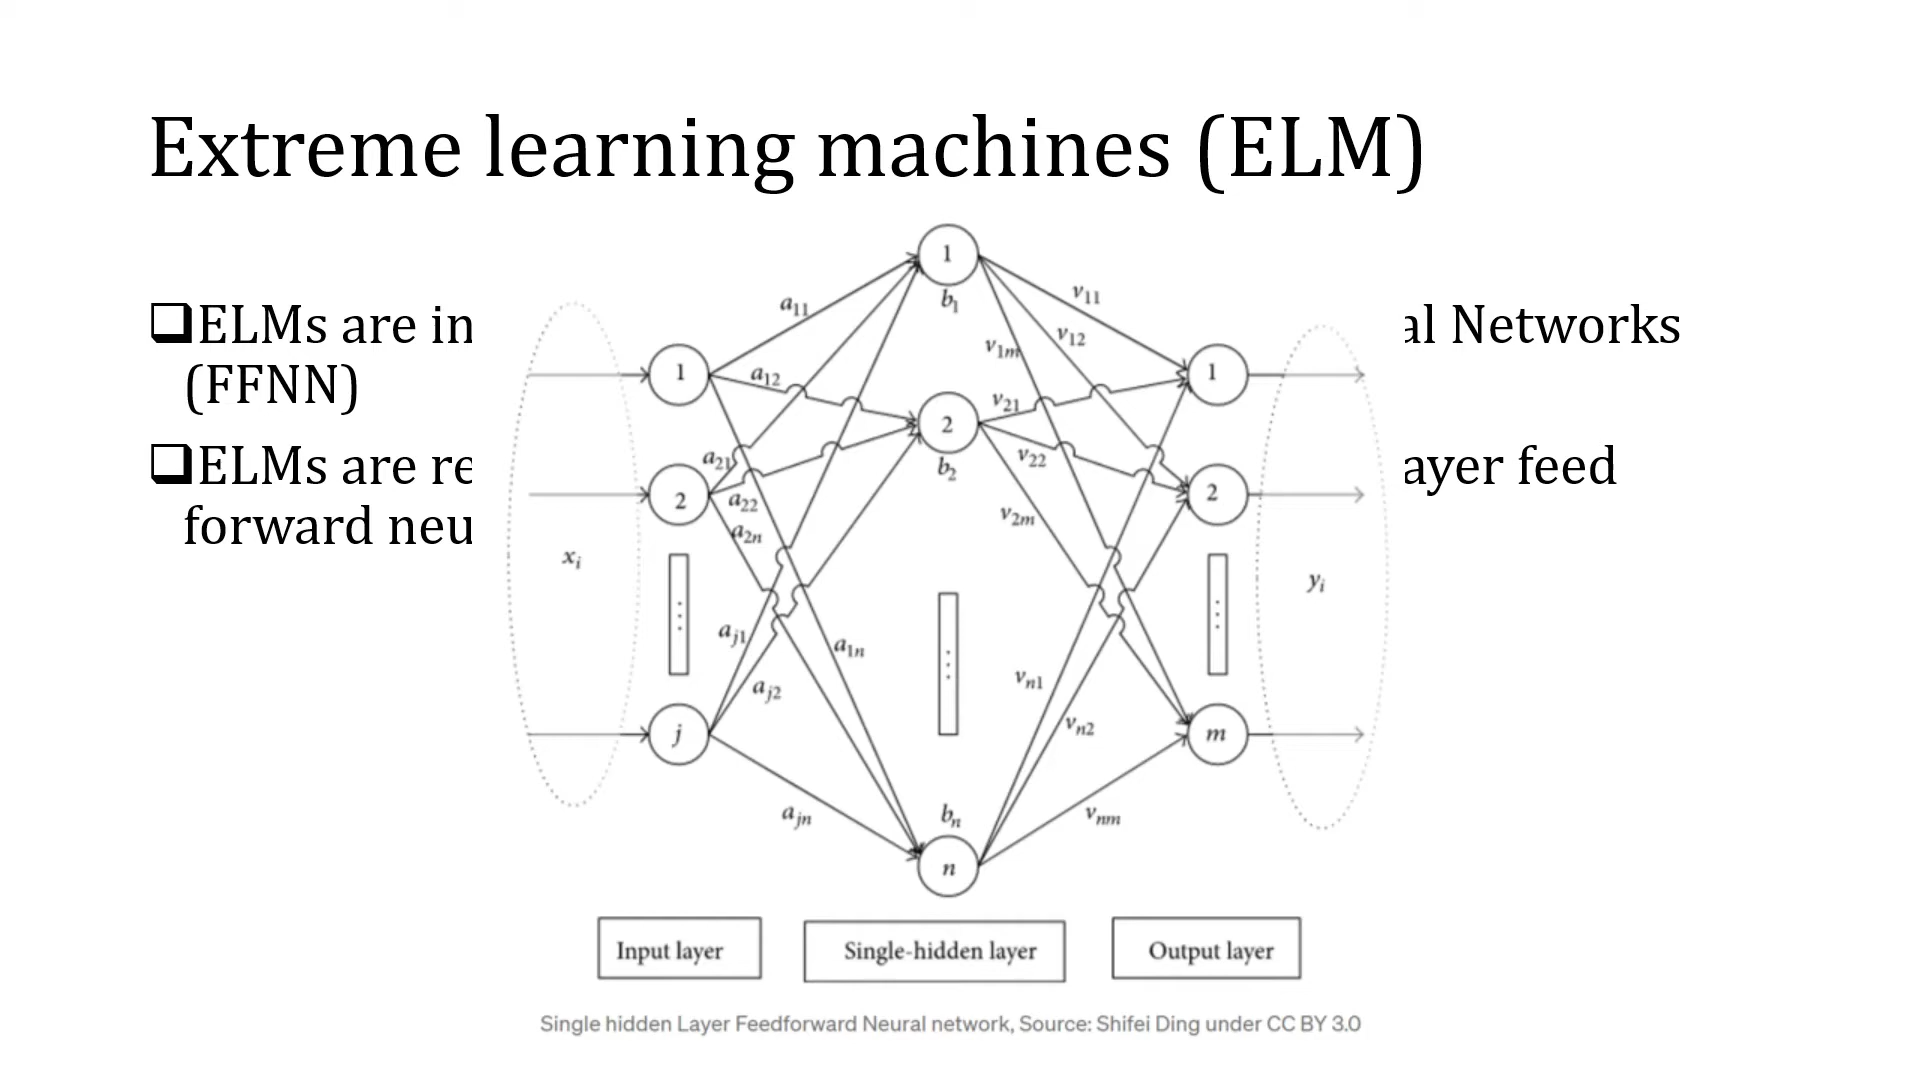 Extreme learning machines (ELM)
❑ELMs are in
al Networks
(FFNN)
❑ELMs are re
ayer feed
forward neu
1
b1
a11
v11
a12
v12
v1m
1
1
2
b2
a21
a22
a2n
v21
v22
v2m
2
2
xi
yi
⋮
⋮
⋮
aj1
a1n
aj2
vn1
vn2
j
m
ajn
bn
vnm
n
Input layer
Single-hidden layer
Output layer
Single hidden Layer Feedforward Neural network, Source: Shifei Ding under CC BY 3.0